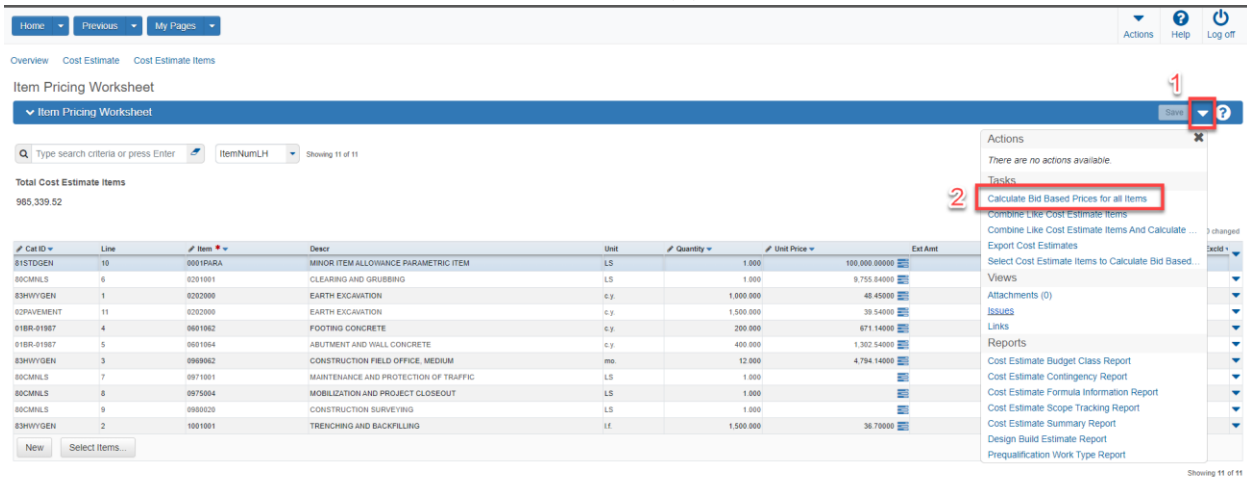 Home Previous My Pages
Actions Help Log off
Overview Cost Estimate Cost Estimate Items
Item Pricing Worksheet
1
Item Pricing Worksheet Save
Type search criteria or press Enter ItemNumLH Showing 11 of 11
Total Cost Estimate Items
985,339.52
Actions
There are no actions available.
Tasks
2
Calculate Bid Based Prices for all Items
Combine Like Cost Estimate Items
Combine Like Cost Estimate Items And Calculate ...
Export Cost Estimates
Select Cost Estimate Items to Calculate Bid Based...
Views
Attachments (0)
Issues
Links
Reports
Cost Estimate Budget Class Report
Cost Estimate Contingency Report
Cost Estimate Formula Information Report
Cost Estimate Scope Tracking Report
Cost Estimate Summary Report
Design Build Estimate Report
Prequalification Work Type Report
0 changed
Cat ID Line Item * Descr Unit Quantity Unit Price Ext Amt Excld
81STDGEN 10 0001PARA MINOR ITEM ALLOWANCE PARAMETRIC ITEM LS 1.000 100,000.00000
80CMNLS 6 0201001 CLEARING AND GRUBBING LS 1.000 9,755.84000
83HWYGEN 1 0202000 EARTH EXCAVATION c.y. 1,000.000 48.45000
02PAVEMENT 11 0202000 EARTH EXCAVATION c.y. 1,500.000 39.54000
01BR-01987 4 0601062 FOOTING CONCRETE c.y. 200.000 671.14000
01BR-01987 5 0601064 ABUTMENT AND WALL CONCRETE c.y. 400.000 1,302.54000
83HWYGEN 3 0969062 CONSTRUCTION FIELD OFFICE, MEDIUM mo. 12.000 4,794.14000
80CMNLS 7 0971001 MAINTENANCE AND PROTECTION OF TRAFFIC LS 1.000
80CMNLS 8 0975004 MOBILIZATION AND PROJECT CLOSEOUT LS 1.000
80CMNLS 9 0980020 CONSTRUCTION SURVEYING LS 1.000
83HWYGEN 2 1001001 TRENCHING AND BACKFILLING l.f. 1,500.000 36.70000
New Select Items...
Showing 11 of 11